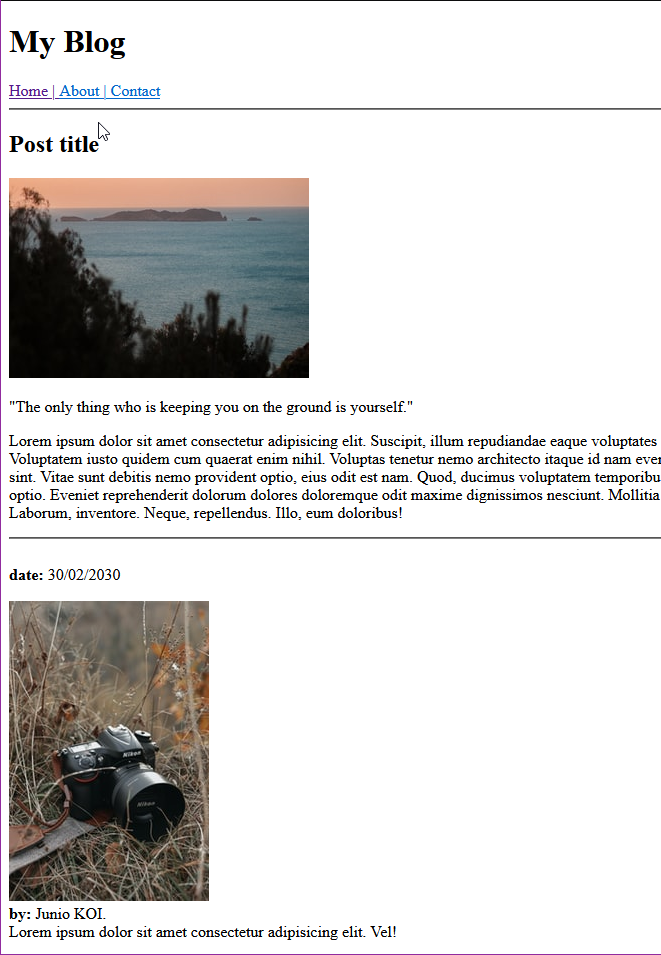 My Blog
Home | About | Contact
Post title
"The only thing who is keeping you on the ground is yourself."
Lorem ipsum dolor sit amet consectetur adipisicing elit. Suscipit, illum repudiandae eaque voluptates
Voluptatem iusto quidem cum quaerat enim nihil. Voluptas tenetur nemo architecto itaque id nam
sint. Vitae sunt debitis nemo provident optio, eius odit est nam. Quod, ducimus voluptatem
optio. Eveniet reprehenderit dolorum dolores doloremque odit maxime dignissimos nesciunt. Mollitia
Laborum, inventore. Neque, repellendus. Illo, eum doloribus!
date: 30/02/2030
Nikon
Nikon
by: Junio KOI.
Lorem ipsum dolor sit amet consectetur adipisicing elit. Vel!